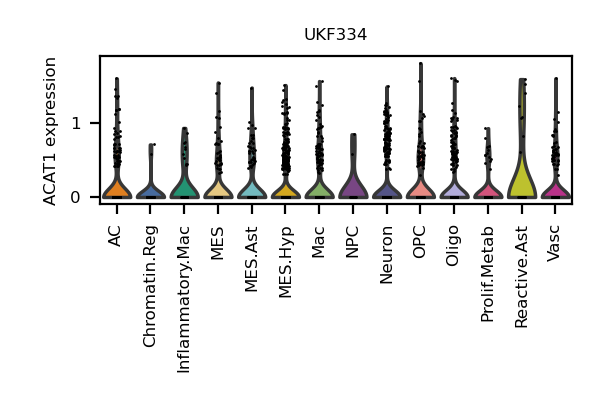 UKF334
ACAT1 expression
1
0
AC
Chromatin.Reg
Inflammatory.Mac
MES
MES.Ast
MES.Hyp
Mac
NPC
Neuron
OPC
Oligo
Prolif.Metab
Reactive.Ast
Vasc